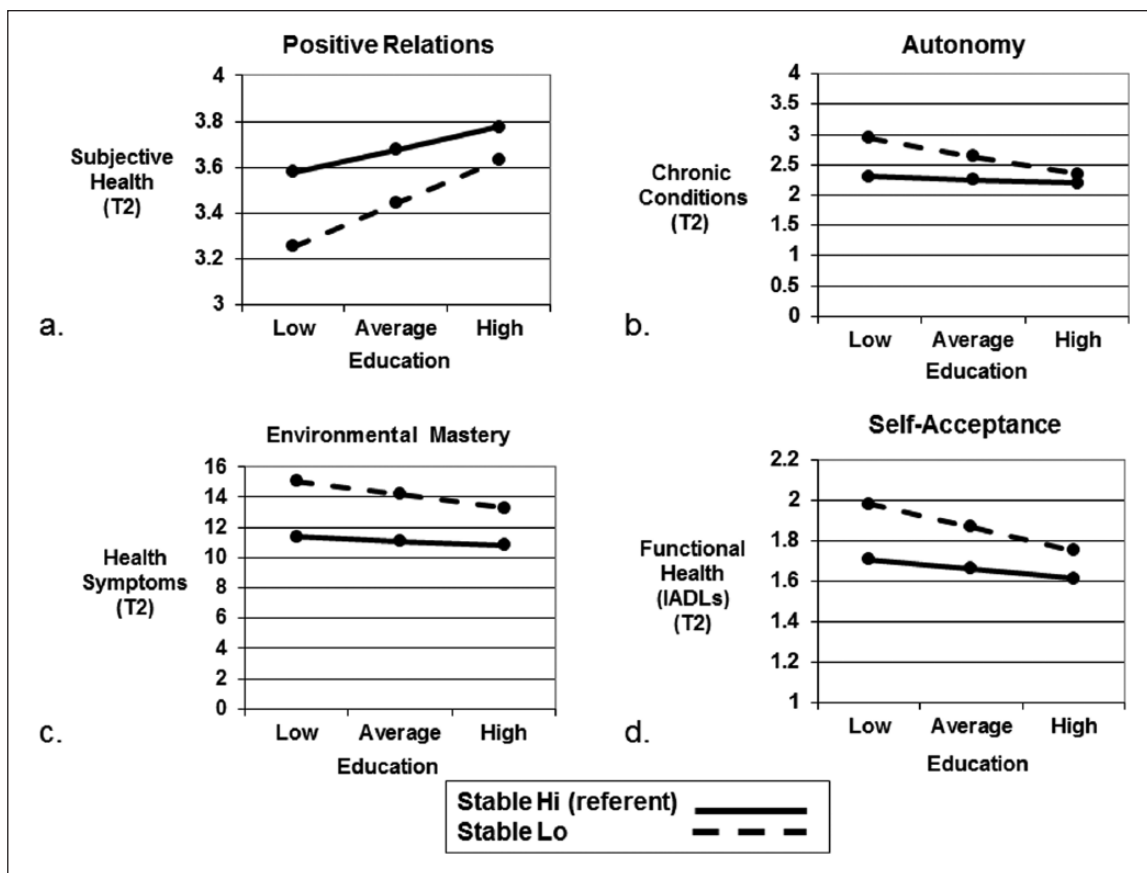 Positive Relations
4
3.8
3.6
3.4
3.2
3
Subjective
Health
(T2)
Low Average High
Education
a.
Autonomy
4
3.5
3
2.5
2
1.5
1
0.5
0
Chronic
Conditions
(T2)
Low Average High
Education
b.
Environmental Mastery
16
14
12
10
8
6
4
2
0
Health
Symptoms
(T2)
Low Average High
Education
c.
Self-Acceptance
2.2
2
1.8
1.6
1.4
1.2
1
Functional
Health
(IADLs)
(T2)
Low Average High
Education
d.
Stable Hi (referent)
Stable Lo